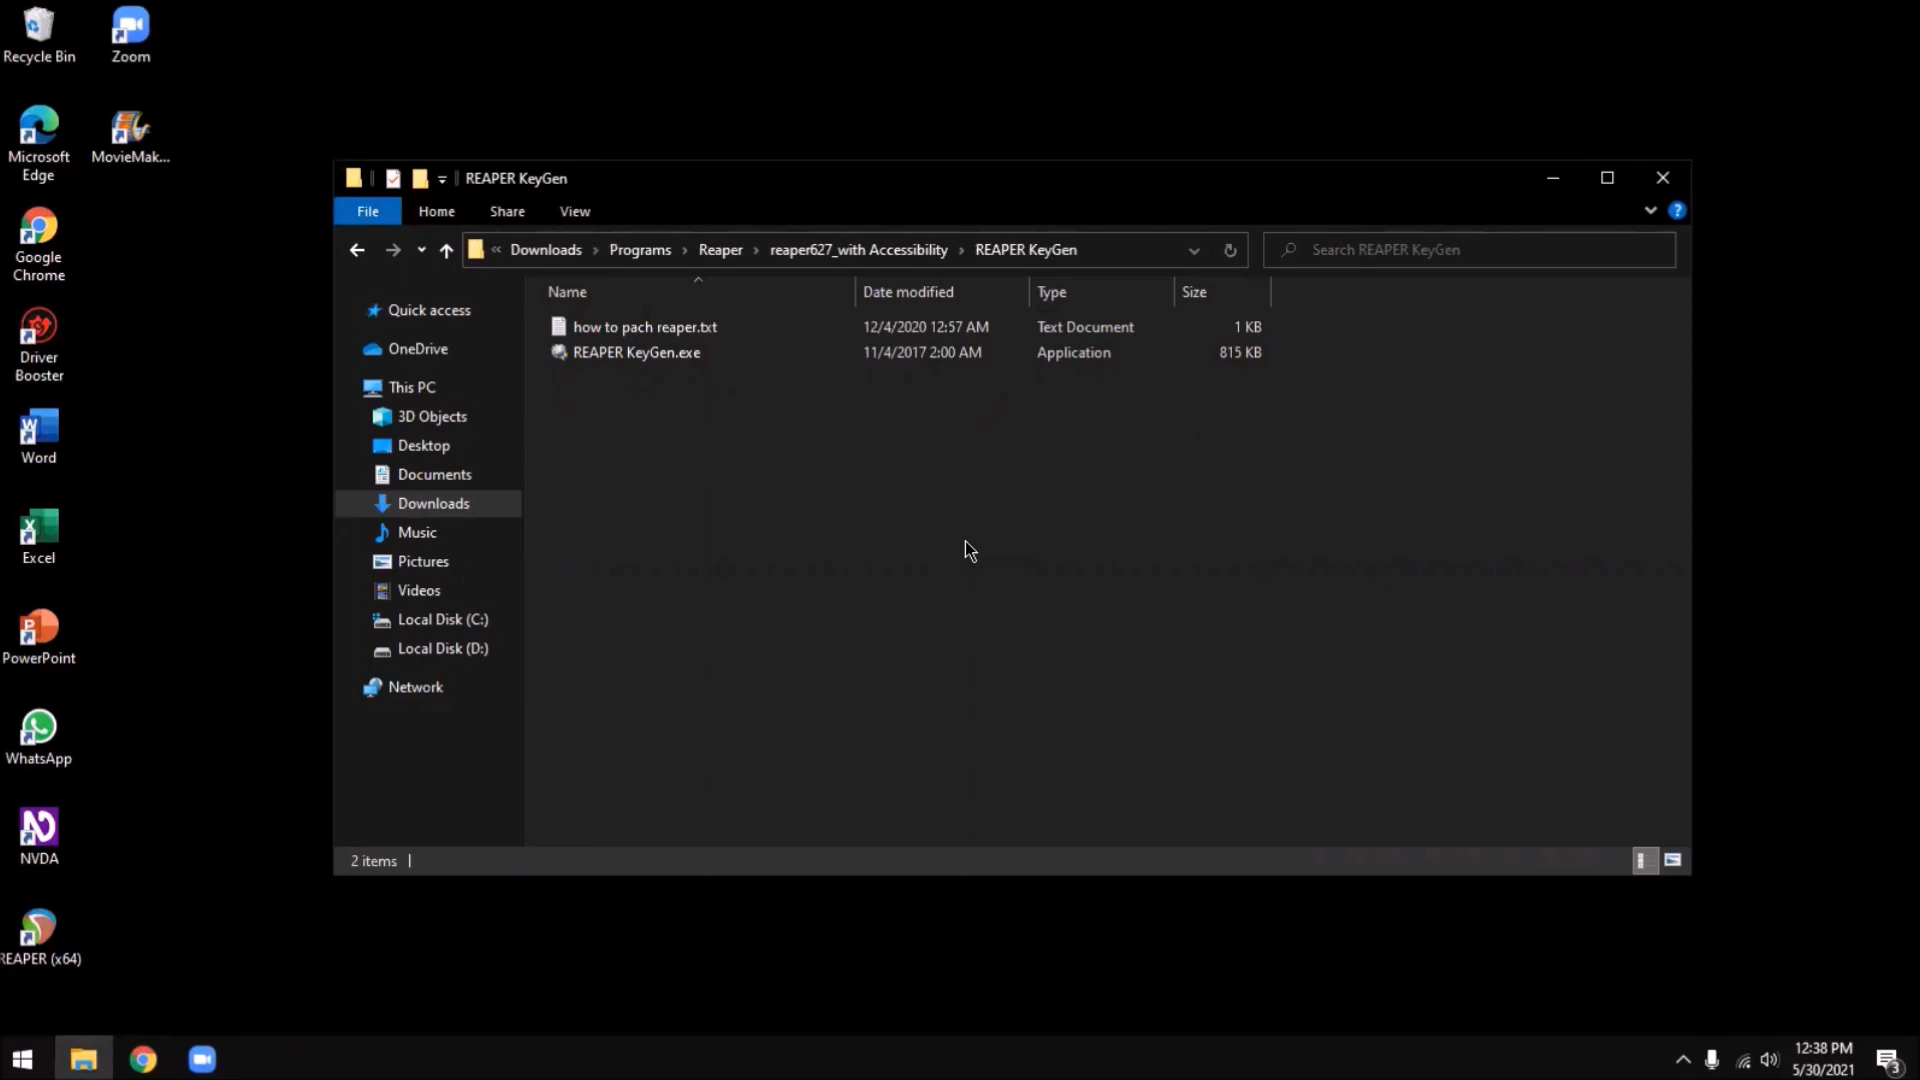 Recycle Bin
Zoom
Microsoft
Edge
MovieMak...
Google
Chrome
Driver
Booster
Word
Excel
PowerPoint
WhatsApp
NVDA
REAPER (x64)
REAPER KeyGen
File Home Share View
« Downloads › Programs › Reaper › reaper627_with Accessibility › REAPER KeyGen
Search REAPER KeyGen
Name Date modified Type Size
how to pach reaper.txt 12/4/2020 12:57 AM Text Document 1 KB
REAPER KeyGen.exe 11/4/2017 2:00 AM Application 815 KB
Quick access
OneDrive
This PC
3D Objects
Desktop
Documents
Downloads
Music
Pictures
Videos
Local Disk (C:)
Local Disk (D:)
Network
2 items
12:38 PM
5/30/2021
3